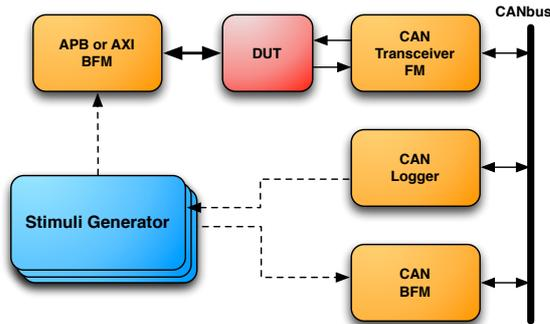 CANbus
APB or AXI
BFM
DUT
CAN
Transceiver
FM
CAN
Logger
Stimuli Generator
CAN
BFM